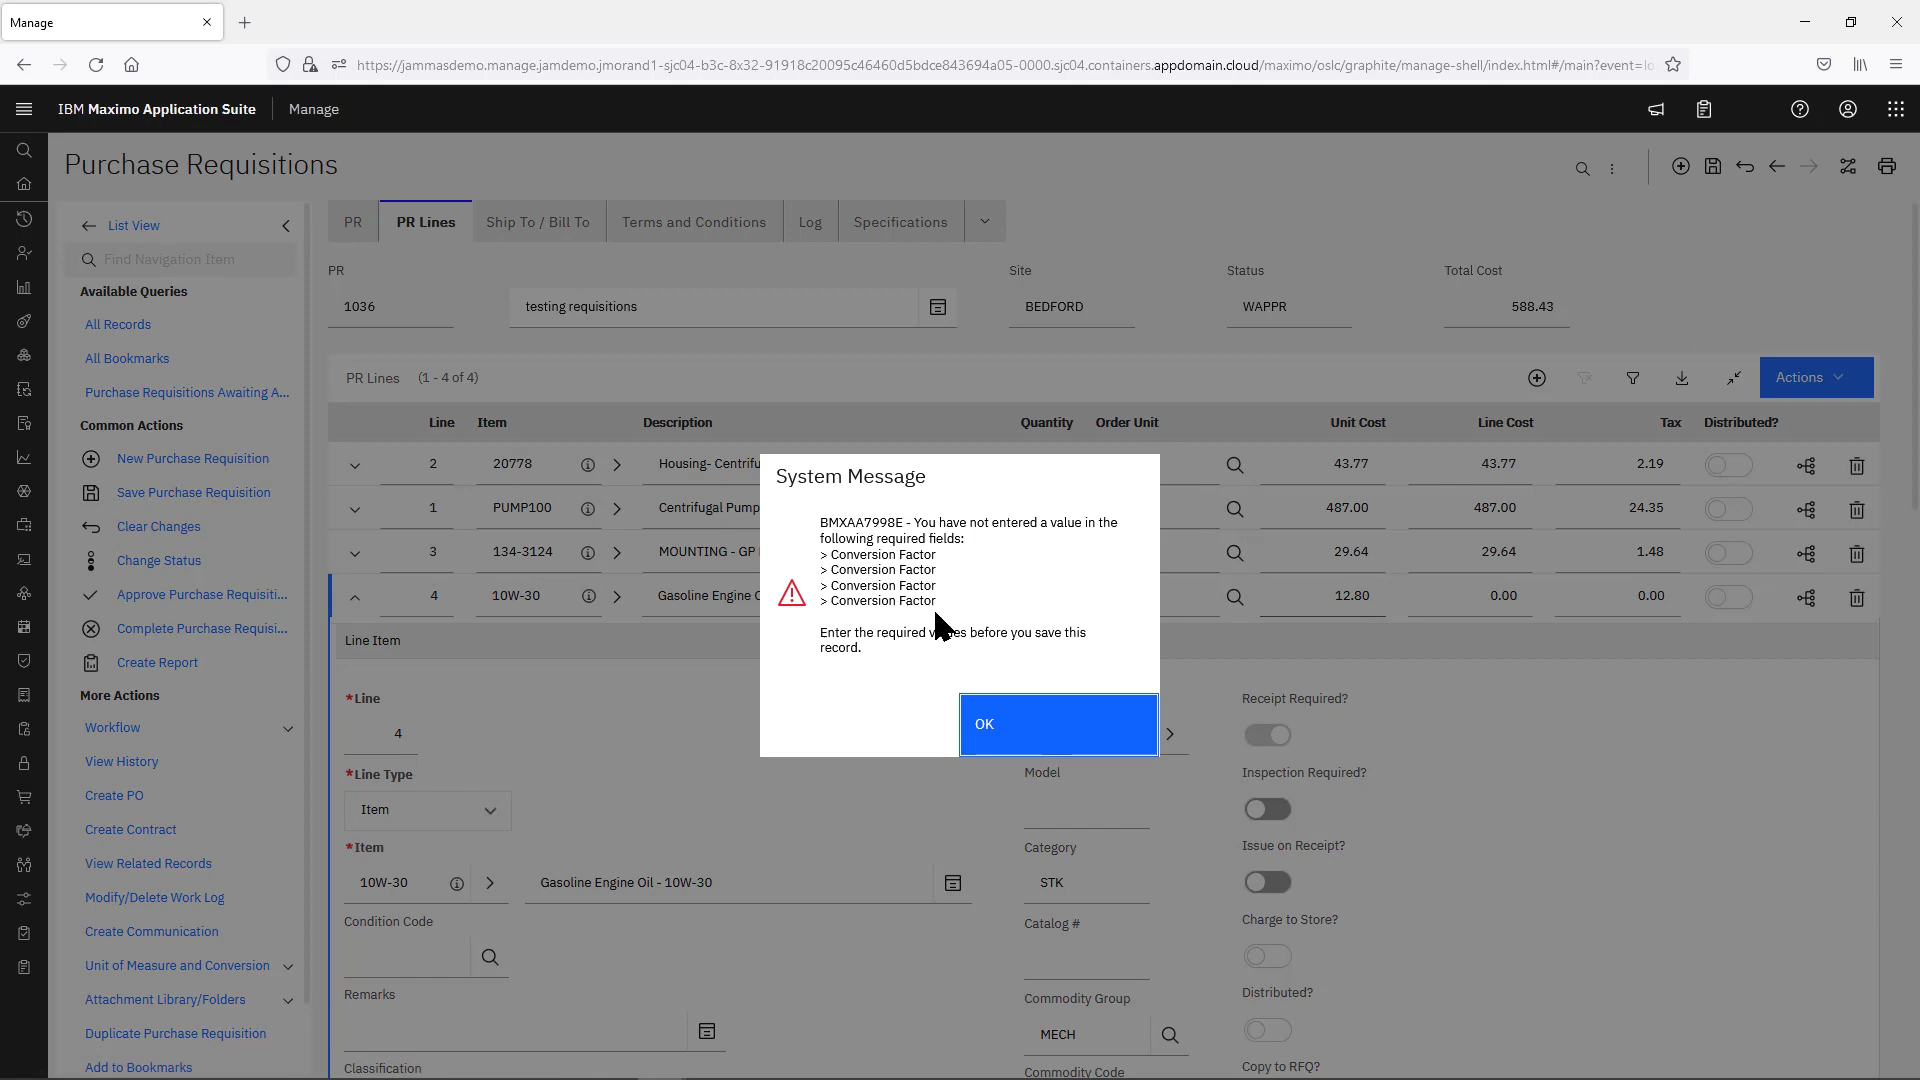 Manage
https://jammasdemo.manage.jamdemo.jmorand1-sjc04-b3c-8x32-91918c20095c46460d5bdce843694a05-0000.sjc04.containers.appdomain.cloud/maximo/oslc/graphite/manage-shell/index.html#/main?event=lo
IBM Maximo Application Suite
Manage
Purchase Requisitions
List View
Find Navigation Item
Available Queries
All Records
All Bookmarks
Purchase Requisitions Awaiting A...
Common Actions
New Purchase Requisition
Save Purchase Requisition
Clear Changes
Change Status
Approve Purchase Requisiti...
Complete Purchase Requisi...
Create Report
More Actions
Workflow
View History
Create PO
Create Contract
View Related Records
Modify/Delete Work Log
Create Communication
Unit of Measure and Conversion
Attachment Library/Folders
Duplicate Purchase Requisition
Add to Bookmarks
PR PR Lines Ship To / Bill To Terms and Conditions Log Specifications
PR Site Status Total Cost
1036 testing requisitions BEDFORD WAPPR 588.43
PR Lines (1 - 4 of 4) Actions
Line Item Description Quantity Order Unit Unit Cost Line Cost Tax Distributed?
2 20778 Housing- Centrifu 43.77 43.77 2.19
1 PUMP100 Centrifugal Pump 487.00 487.00 24.35
3 134-3124 MOUNTING - GP 29.64 29.64 1.48
4 10W-30 Gasoline Engine 12.80 0.00 0.00
Line Item
System Message
BMXAA7998E - You have not entered a value in the
following required fields:
> Conversion Factor
> Conversion Factor
> Conversion Factor
> Conversion Factor
Enter the required values before you save this
record.
OK
*Line
4
*Line Type
Item
*Item
10W-30 Gasoline Engine Oil - 10W-30
Condition Code
Remarks
Classification
Model
Category
STK
Catalog #
Commodity Group
MECH
Commodity Code
Receipt Required?
Inspection Required?
Issue on Receipt?
Charge to Store?
Distributed?
Copy to RFQ?